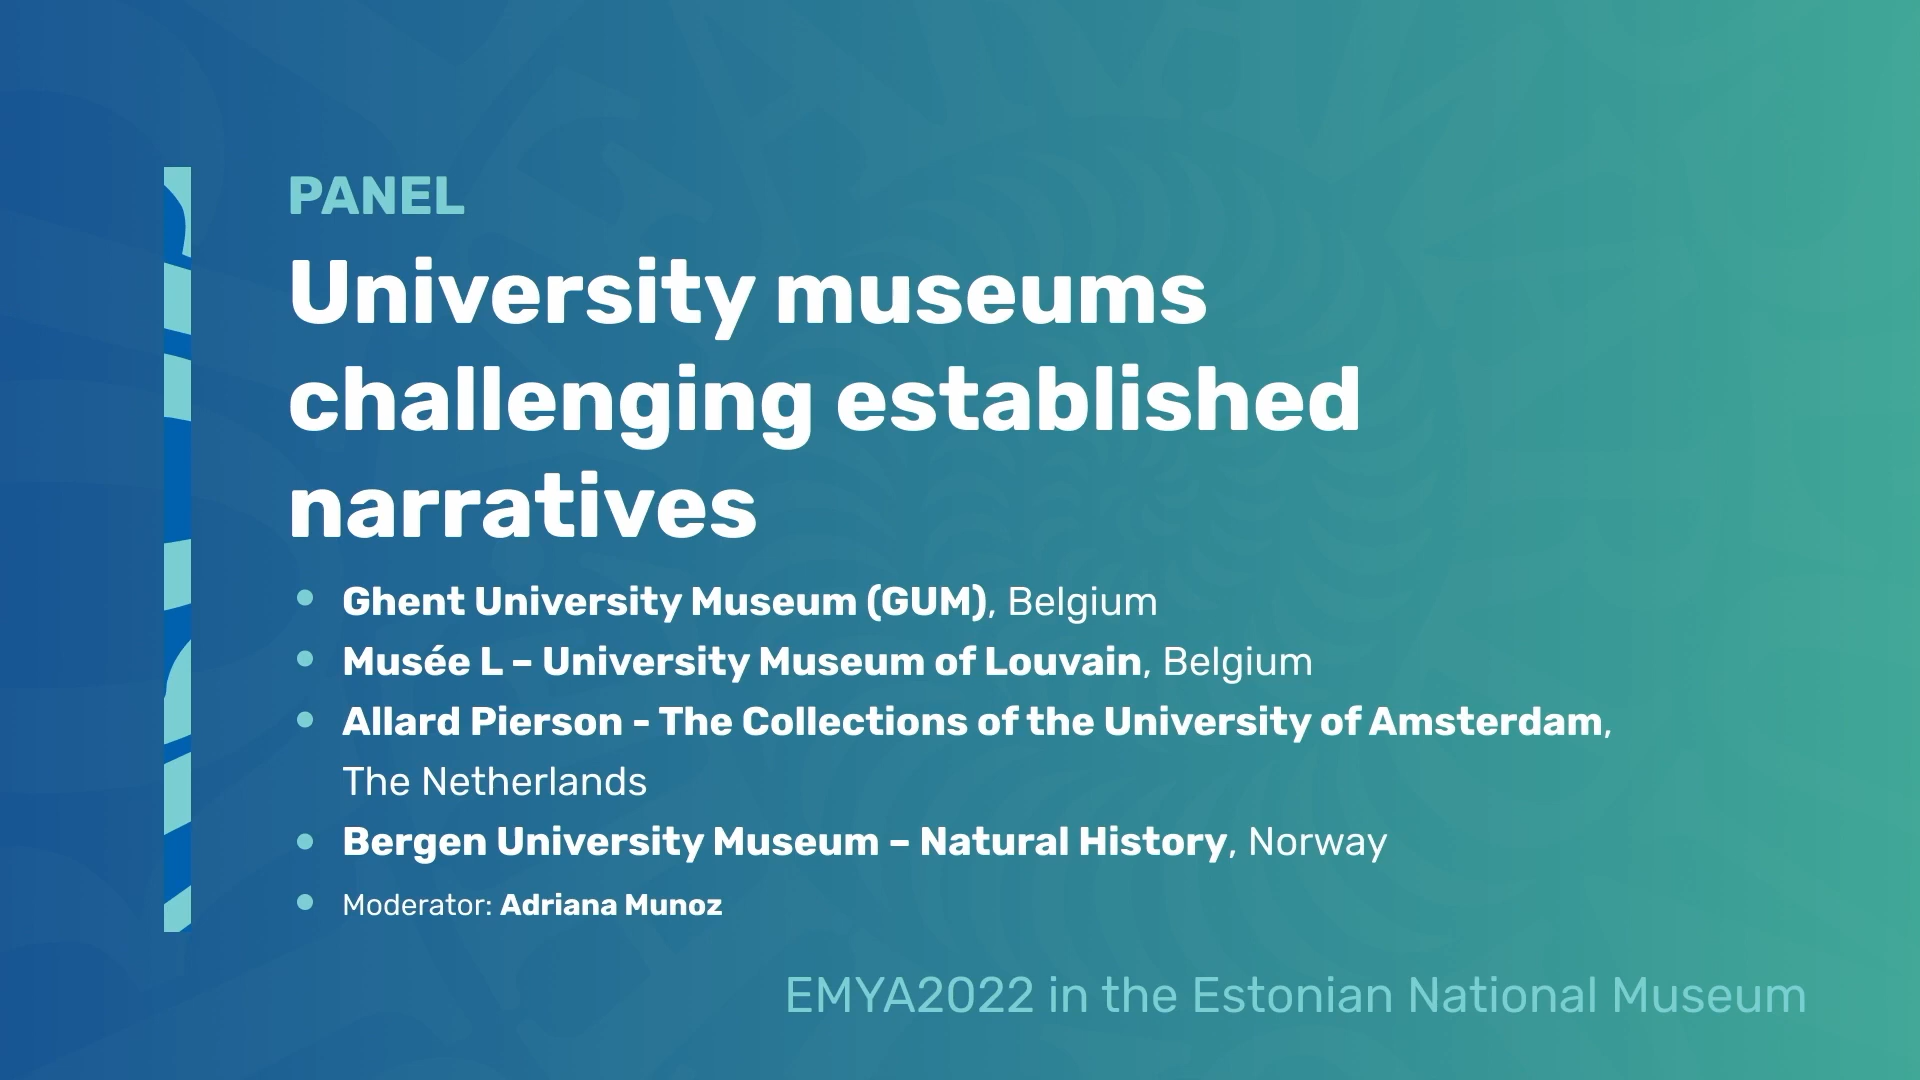 PANEL
University museums
challenging established
narratives
• Ghent University Museum (GUM), Belgium
• Musée L – University Museum of Louvain, Belgium
• Allard Pierson - The Collections of the University of Amsterdam,
The Netherlands
• Bergen University Museum – Natural History, Norway
• Moderator: Adriana Munoz
EMYA2022 in the Estonian National Museum